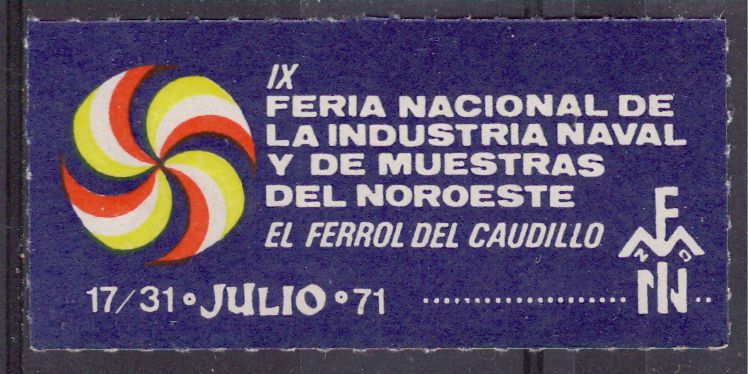 IX
FERIA NACIONAL DE
LA INDUSTRIA NAVAL
Y DE MUESTRAS
DEL NOROESTE
EL FERROL DEL CAUDILLO
17/31 • JULIO • 71